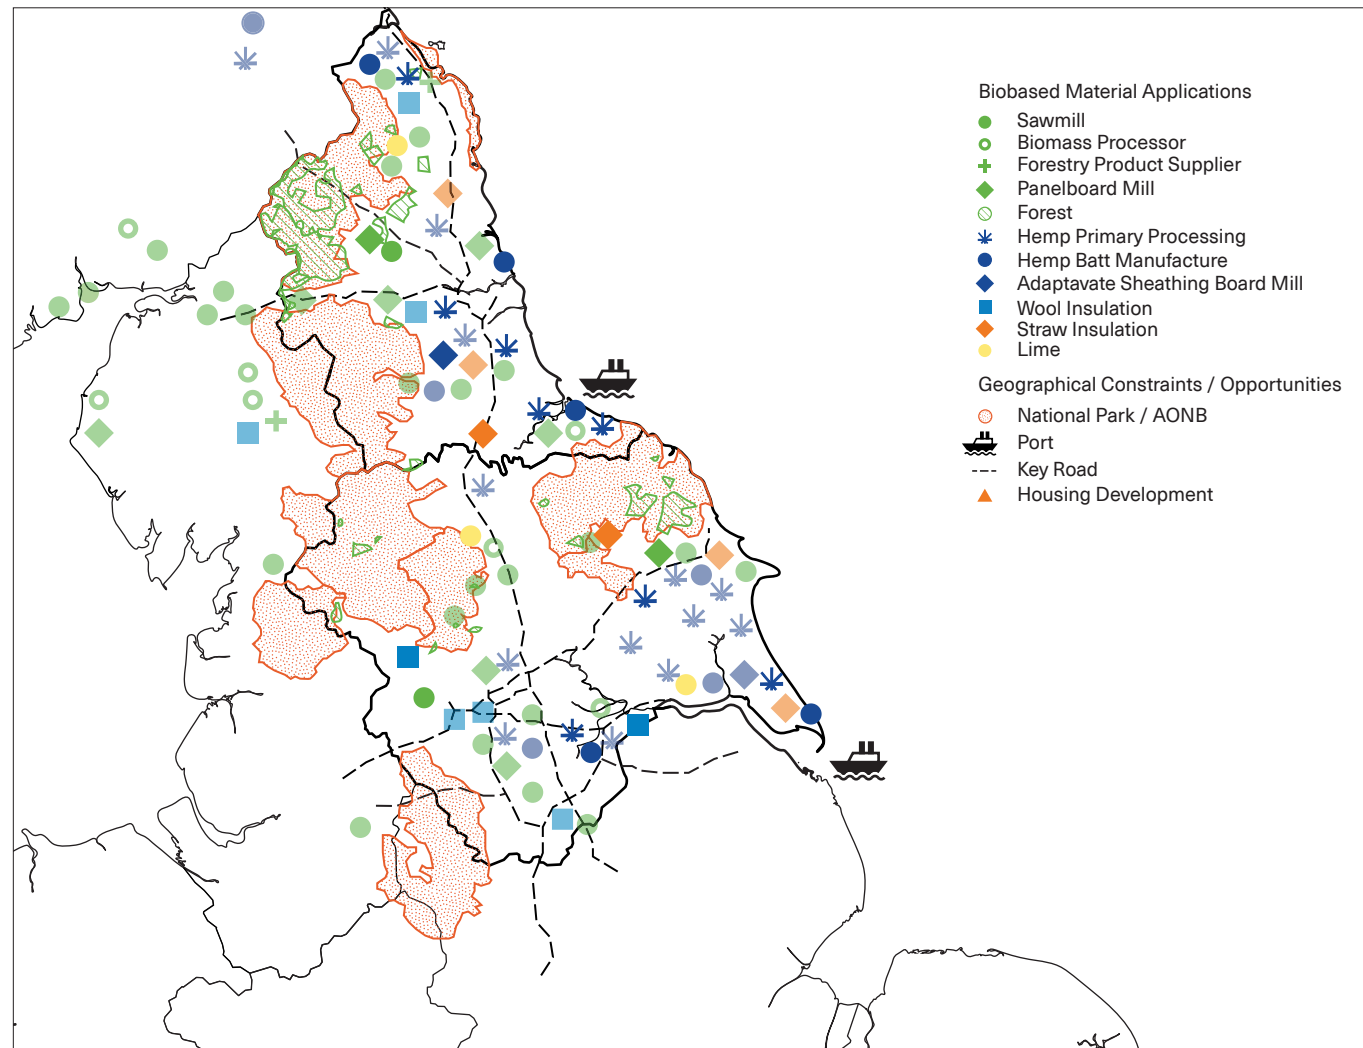 Biobased Material Applications
Sawmill
Biomass Processor
Forestry Product Supplier
Panelboard Mill
Forest
Hemp Primary Processing
Hemp Batt Manufacture
Adaptavate Sheathing Board Mill
Wool Insulation
Straw Insulation
Lime
Geographical Constraints / Opportunities
National Park / AONB
Port
Key Road
Housing Development